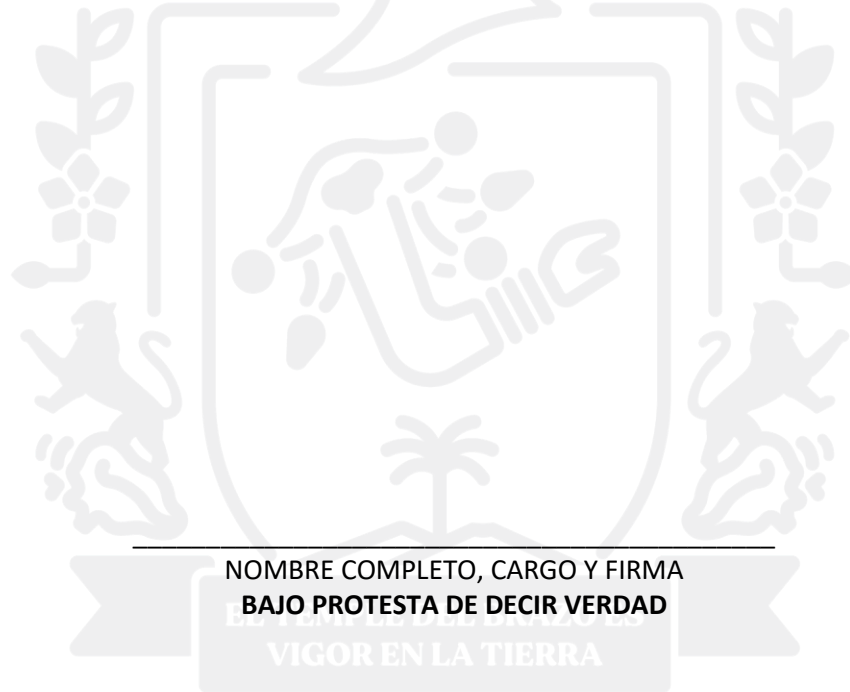 NOMBRE COMPLETO, CARGO Y FIRMA
BAJO PROTESTA DE DECIR VERDAD
EL TEMPLE DEL BRAZO ES
VIGOR EN LA TIERRA